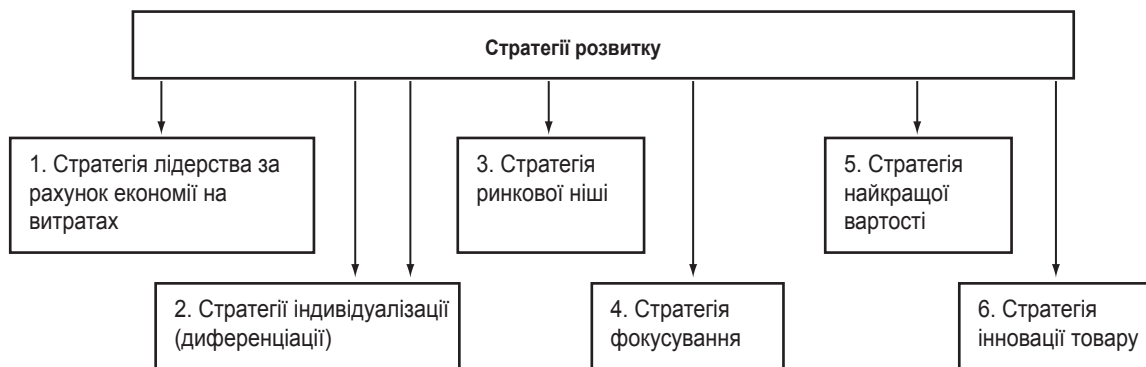 Стратегії розвитку
1. Стратегія лідерства за
рахунок економії на
витратах
2. Стратегії індивідуалізації
(диференціації)
3. Стратегія
ринкової ніші
4. Стратегія
фокусування
5. Стратегія
найкращої
вартості
6. Стратегія
інновації товару